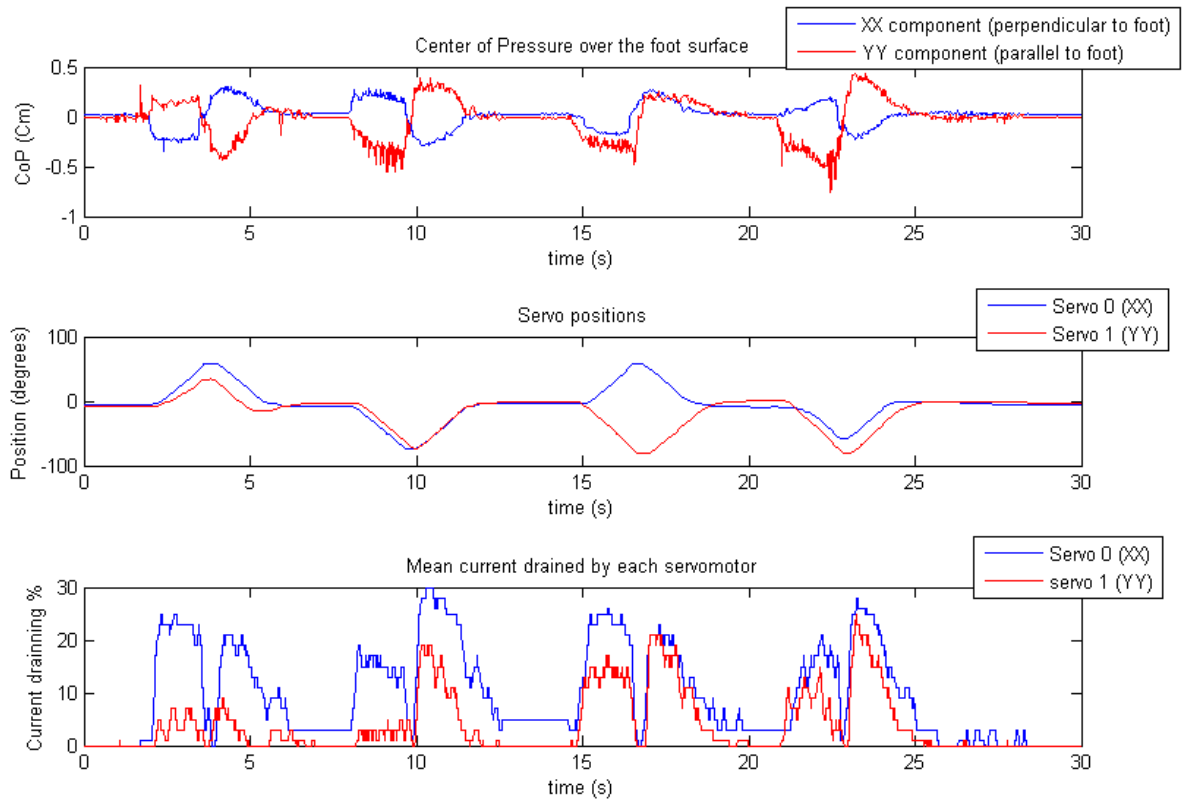 XX component (perpendicular to foot)
YY component (parallel to foot)
Center of Pressure over the foot surface
CoP (Cm)
0.5
0
-0.5
-1
0 5 10 15 20 25 30
time (s)
Servo 0 (XX)
Servo 1 (YY)
Servo positions
Position (degrees)
100
0
-100
0 5 10 15 20 25 30
time (s)
Servo 0 (XX)
servo 1 (YY)
Mean current drained by each servomotor
Current drainning %
30
20
10
0
0 5 10 15 20 25 30
time (s)